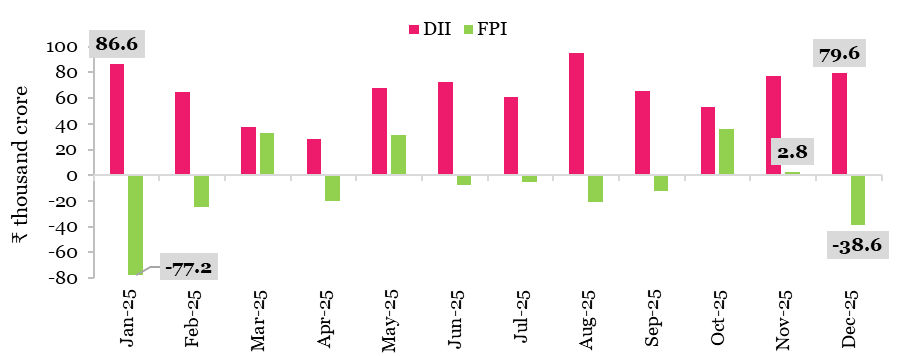 DII FPI
86.6
79.6
2.8
-77.2
-38.6
₹ thousand crore
100
80
60
40
20
0
-20
-40
-60
-80
Jan-25
Feb-25
Mar-25
Apr-25
May-25
Jun-25
Jul-25
Aug-25
Sep-25
Oct-25
Nov-25
Dec-25